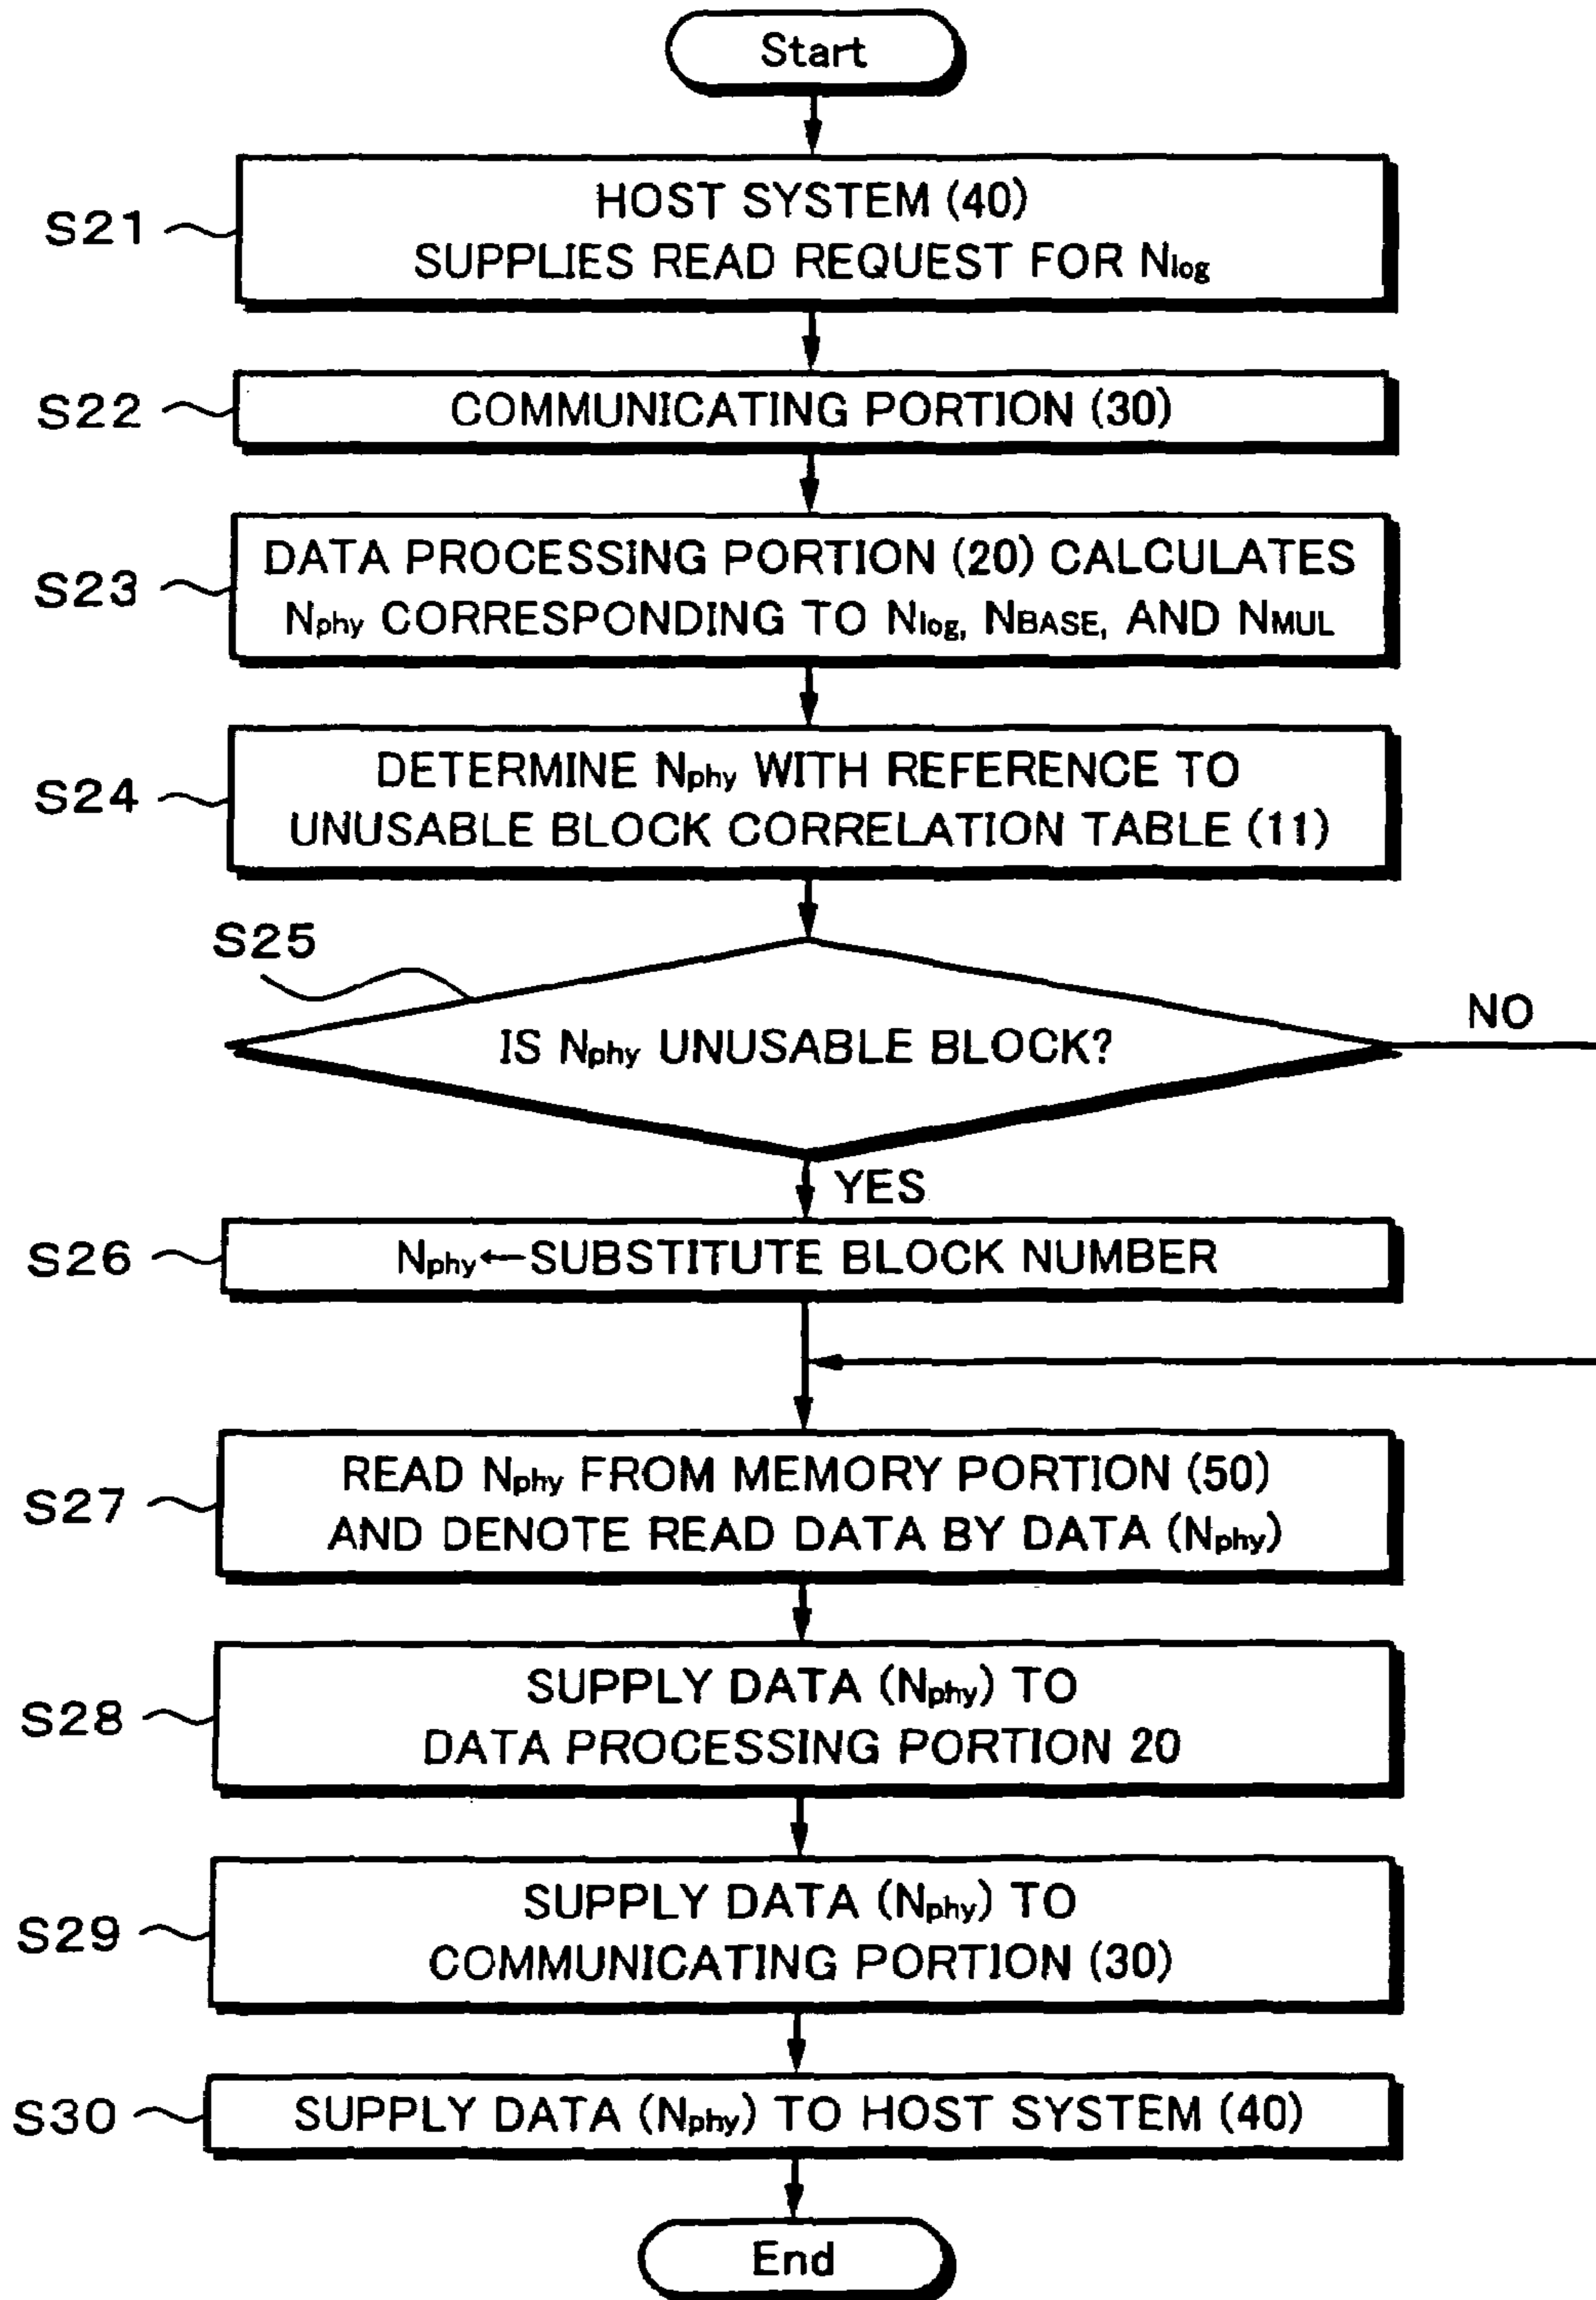 Start
S21
HOST SYSTEM (40)
SUPPLIES READ REQUEST FOR Nlog
S22
COMMUNICATING PORTION (30)
S23
DATA PROCESSING PORTION (20) CALCULATES
Nphy CORRESPONDING TO Nlog, NBASE, AND NMUL
S24
DETERMINE Nphy WITH REFERENCE TO
UNUSABLE BLOCK CORRELATION TABLE (11)
S25
IS Nphy UNUSABLE BLOCK?
NO
YES
S26
Nphy←SUBSTITUTE BLOCK NUMBER
S27
READ Nphy FROM MEMORY PORTION (50)
AND DENOTE READ DATA BY DATA (Nphy)
S28
SUPPLY DATA (Nphy) TO
DATA PROCESSING PORTION 20
S29
SUPPLY DATA (Nphy) TO
COMMUNICATING PORTION (30)
S30
SUPPLY DATA (Nphy) TO HOST SYSTEM (40)
End